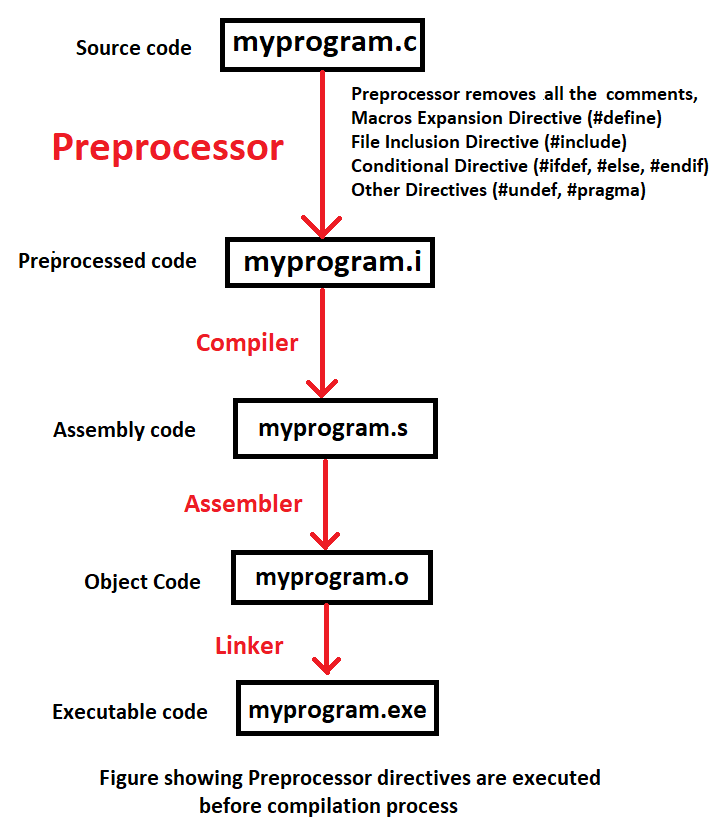 Source code
myprogram.c
Preprocessor
Preprocessor removes all the comments,
Macros Expansion Directive (#define)
File Inclusion Directive (#include)
Conditional Directive (#ifdef, #else, #endif)
Other Directives (#undef, #pragma)
Preprocessed code
myprogram.i
Compiler
Assembly code
myprogram.s
Assembler
Object Code
myprogram.o
Linker
Executable code
myprogram.exe
Figure showing Preprocessor directives are executed
before compilation process